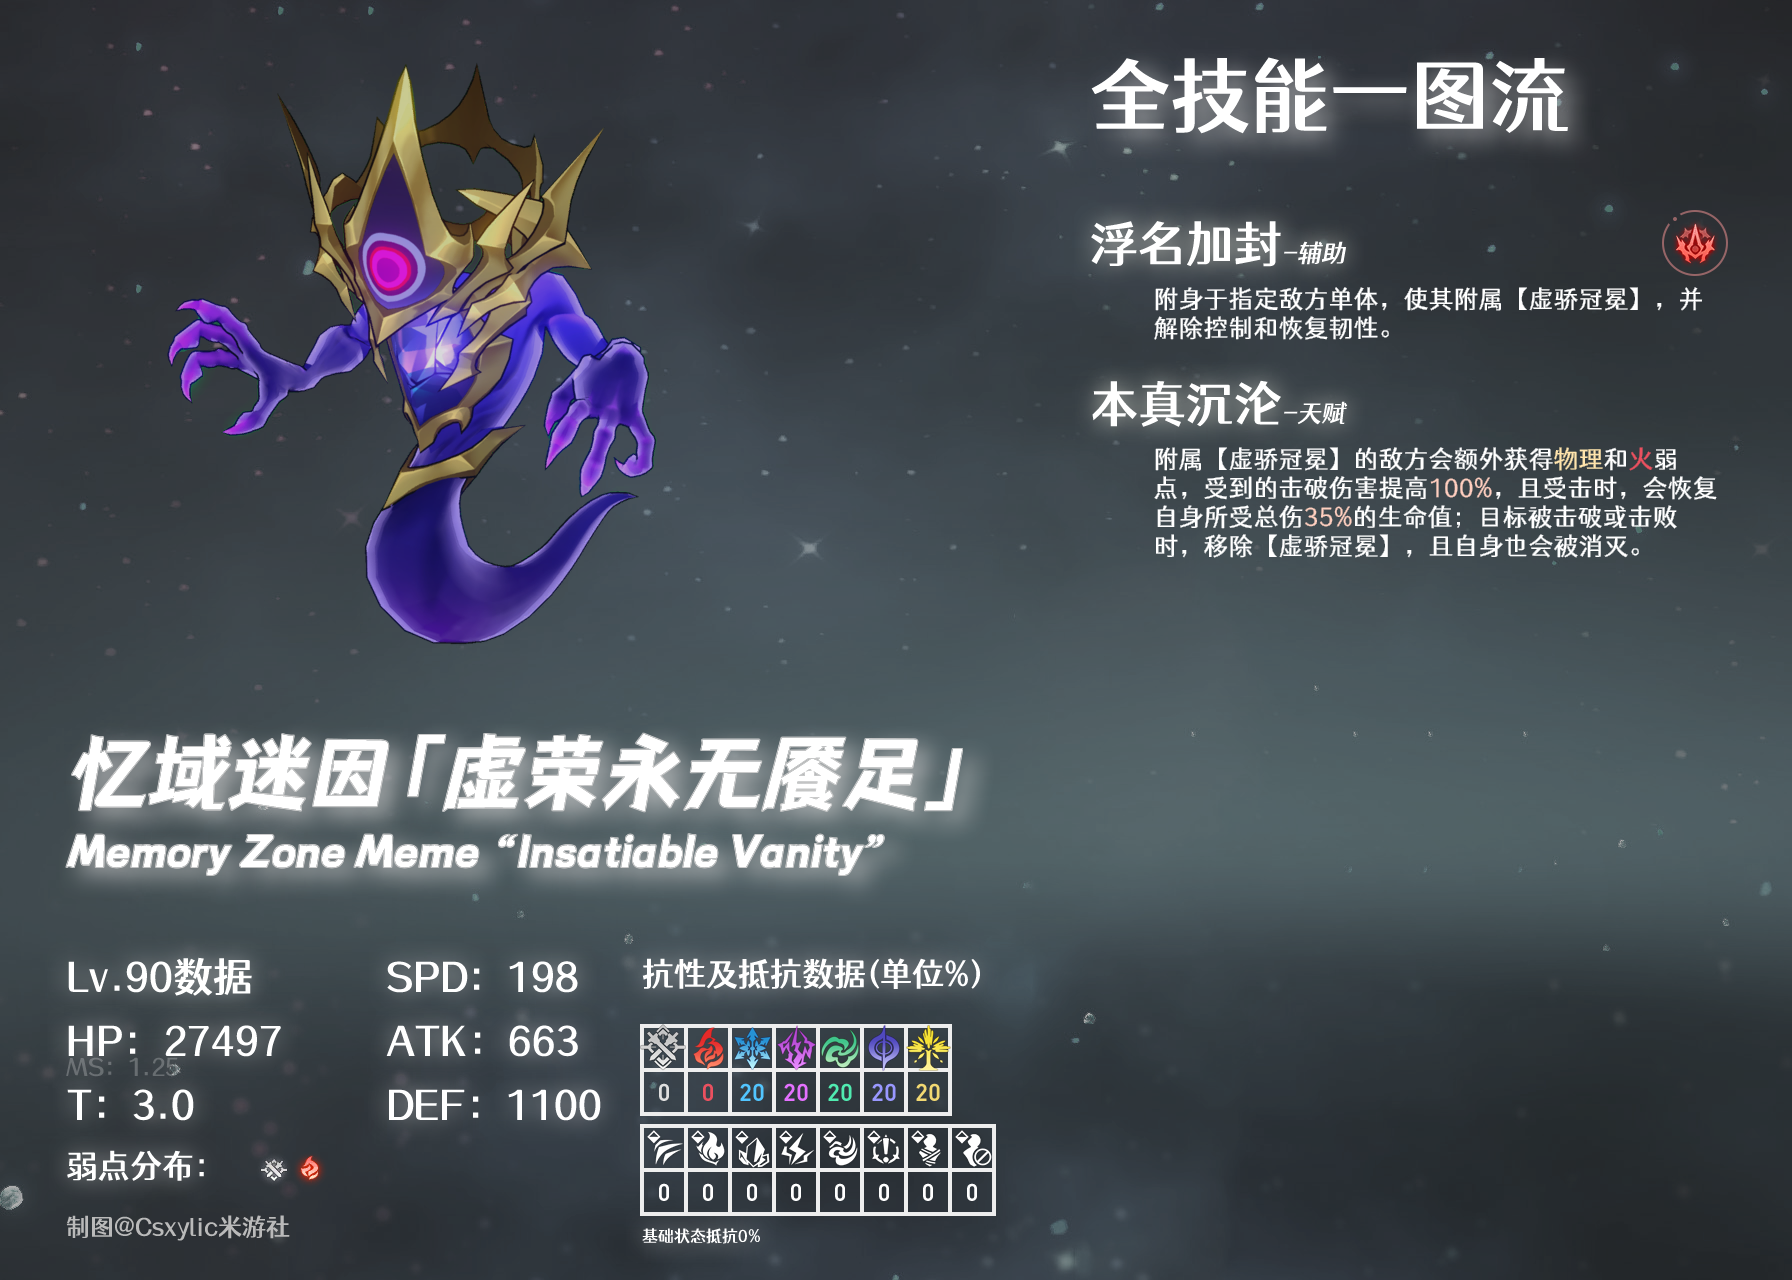 全技能一图流
浮名加封-辅助
附身于指定敌方单体，使其附属【虚骄冠冕】，并
解除控制和恢复韧性。
本真沉沦-天赋
附属【虚骄冠冕】的敌方会额外获得物理和火弱
点，受到的击破伤害提高100%，且受击时，会恢复
自身所受总伤35%的生命值；目标被击破或击败
时，移除【虚骄冠冕】，且自身也会被消灭。
忆域迷因「虚荣永无餍足」
Memory Zone Meme “Insatiable Vanity”
Lv.90数据
SPD：198
HP：27497
ATK：663
MS：1.25
T：3.0
DEF：1100
弱点分布：
制图@Csxylic米游社
抗性及抵抗数据(单位%)
0 0 20 20 20 20 20
0 0 0 0 0 0 0 0
基础状态抵抗0%